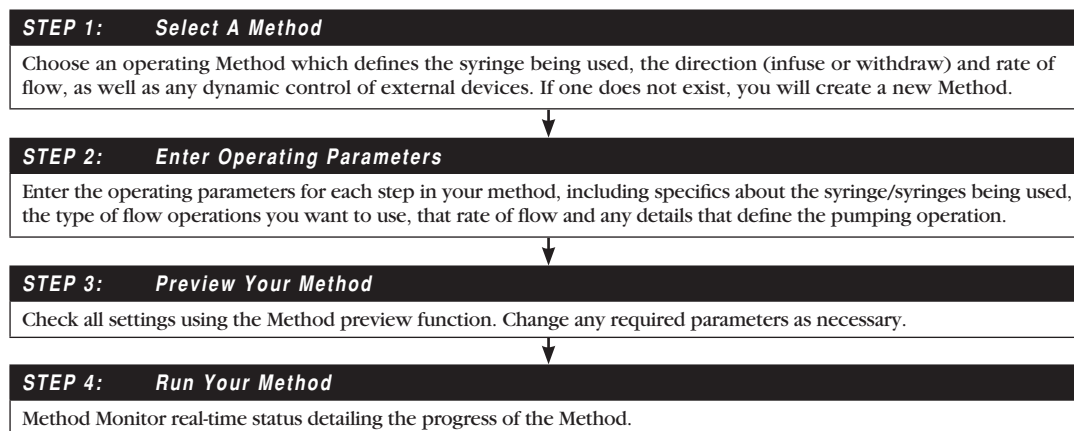 STEP 1: Select A Method
Choose an operating Method which defines the syringe being used, the direction (infuse or withdraw) and rate of
flow, as well as any dynamic control of external devices. If one does not exist, you will create a new Method.
STEP 2: Enter Operating Parameters
Enter the operating parameters for each step in your method, including specifics about the syringe/syringes being used,
the type of flow operations you want to use, that rate of flow and any details that define the pumping operation.
STEP 3: Preview Your Method
Check all settings using the Method preview function. Change any required parameters as necessary.
STEP 4: Run Your Method
Method Monitor real-time status detailing the progress of the Method.